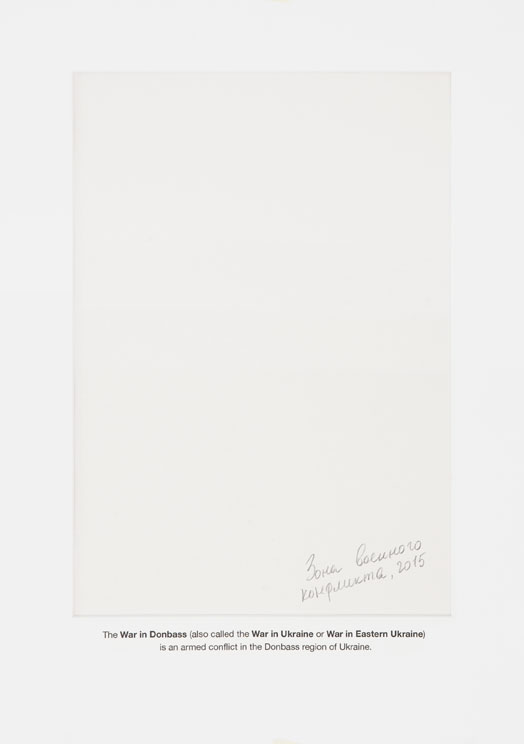 Зона военного
конфликта, 2015
The War in Donbass (also called the War in Ukraine or War in Eastern Ukraine)
is an armed conflict in the Donbass region of Ukraine.